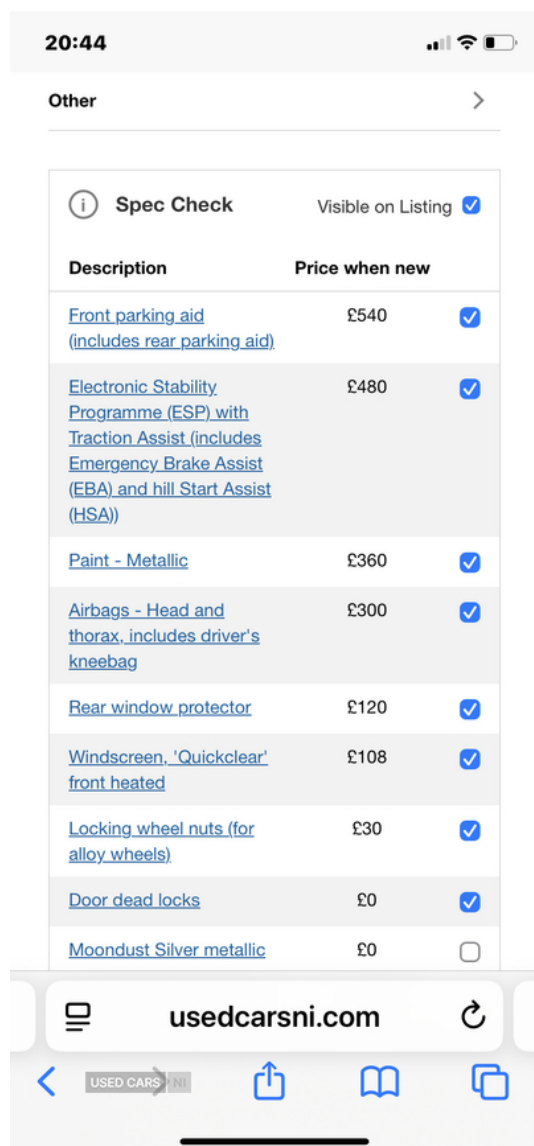 20:44
Other
Spec Check Visible on Listing
Description Price when new
Front parking aid £540
(includes rear parking aid)
Electronic Stability £480
Programme (ESP) with
Traction Assist (includes
Emergency Brake Assist
(EBA) and hill Start Assist
(HSA))
Paint - Metallic £360
Airbags - Head and £300
thorax, includes driver's
kneebag
Rear window protector £120
Windscreen, 'Quickclear' £108
front heated
Locking wheel nuts (for £30
alloy wheels)
Door dead locks £0
Moondust Silver metallic £0
usedcarsni.com
USED CARS NI